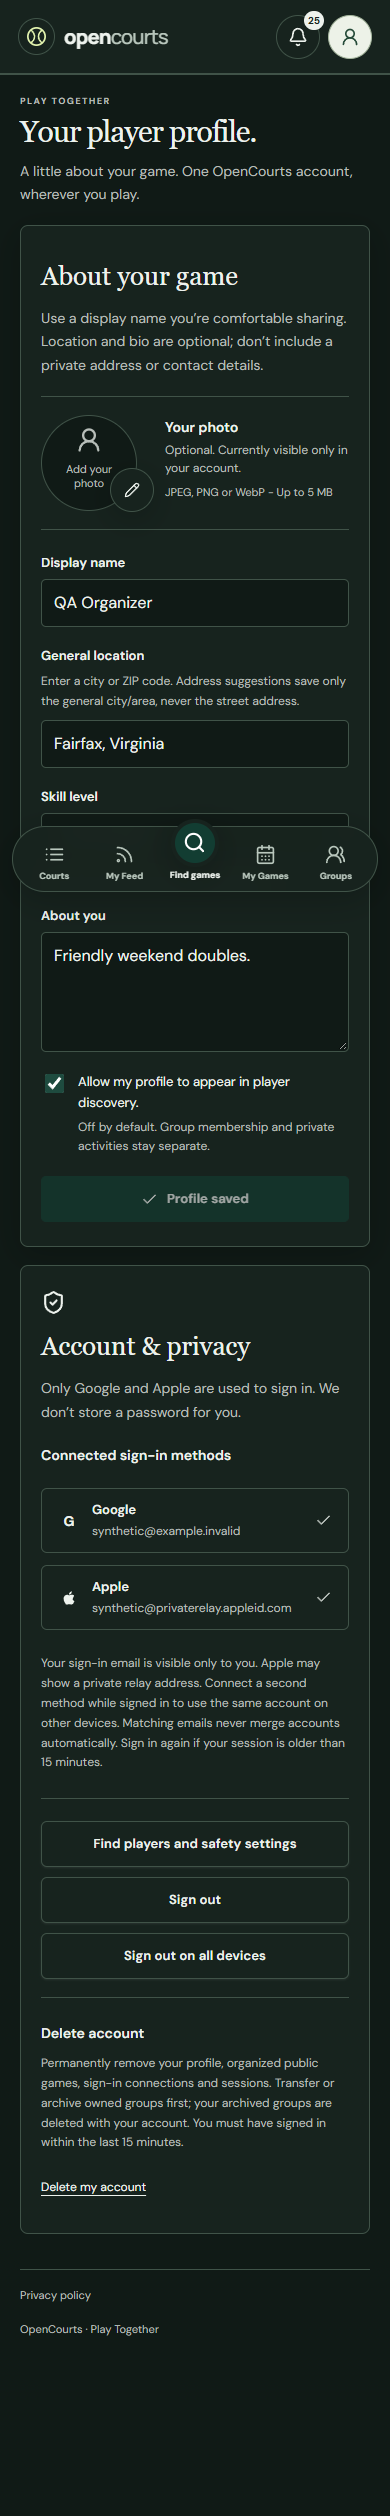 opencourts
25
PLAY TOGETHER
Your player profile.
A little about your game. One OpenCourts account,
wherever you play.
About your game
Use a display name you’re comfortable sharing.
Location and bio are optional; don’t include a
private address or contact details.
Add your
photo
Your photo
Optional. Currently visible only in
your account.
JPEG, PNG or WebP – Up to 5 MB
Display name
QA Organizer
General location
Enter a city or ZIP code. Address suggestions save only
the general city/area, never the street address.
Fairfax, Virginia
Skill level
Courts
My Feed
Find games
My Games
Groups
About you
Friendly weekend doubles.
Allow my profile to appear in player
discovery.
Off by default. Group membership and private
activities stay separate.
Profile saved
Account & privacy
Only Google and Apple are used to sign in. We
don’t store a password for you.
Connected sign-in methods
G
Google
synthetic@example.invalid
Apple
synthetic@privaterelay.appleid.com
Your sign-in email is visible only to you. Apple may
show a private relay address. Connect a second
method while signed in to use the same account on
other devices. Matching emails never merge accounts
automatically. Sign in again if your session is older than
15 minutes.
Find players and safety settings
Sign out
Sign out on all devices
Delete account
Permanently remove your profile, organized public
games, sign-in connections and sessions. Transfer or
archive owned groups first; your archived groups are
deleted with your account. You must have signed in
within the last 15 minutes.
Delete my account
Privacy policy
OpenCourts · Play Together